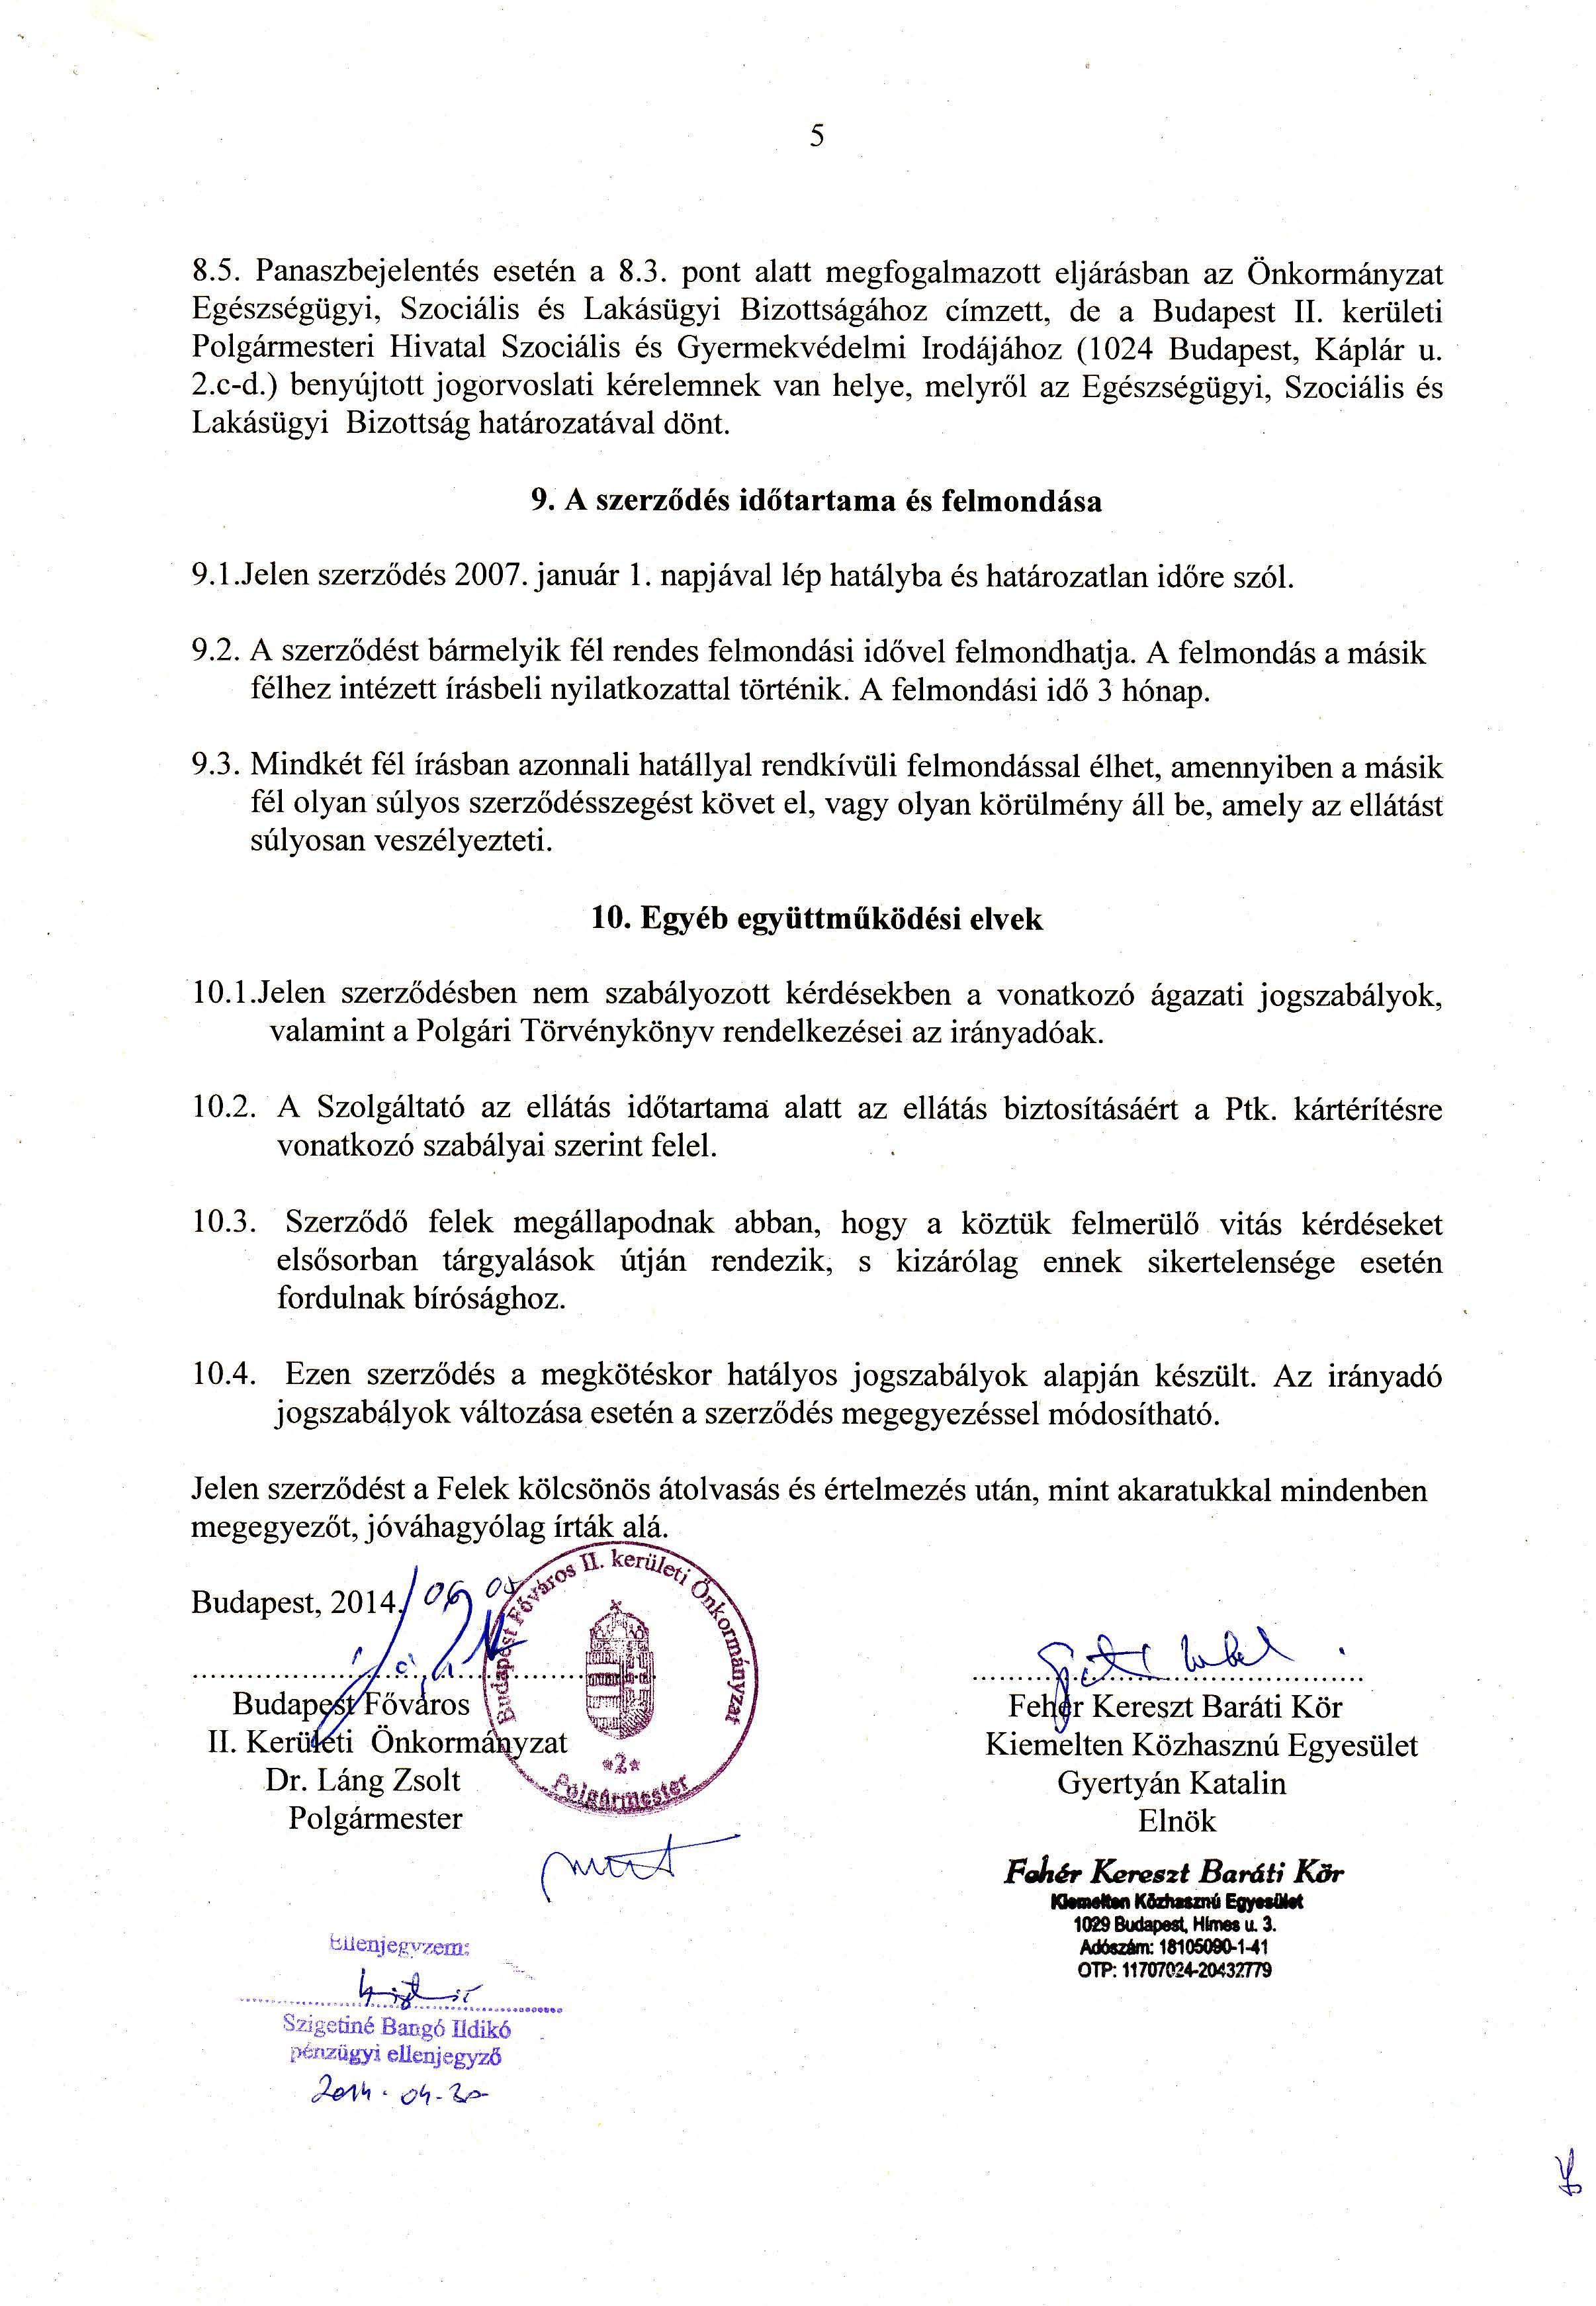 5
8.5. Panaszbejelentés esetén a 8.3. pont alatt megfogalmazott eljárásban az Önkormányzat
Egészségügyi, Szociális és Lakásügyi Bizottságához címzett, de a Budapest II. kerületi
Polgármesteri Hivatal Szociális és Gyermekvédelmi Irodájához (1024 Budapest, Káplár u.
2.c-d.) benyújtott jogorvoslati kérelemnek van helye, melyről az Egészségügyi, Szociális és
Lakásügyi Bizottság határozatával dönt.
9. A szerződés időtartama és felmondása
9.1.Jelen szerződés 2007. január 1. napjával lép hatályba és határozatlan időre szól.
9.2. A szerződést bármelyik fél rendes felmondási idővel felmondhatja. A felmondás a másik
félhez intézett írásbeli nyilatkozattal történik. A felmondási idő 3 hónap.
9.3. Mindkét fél írásban azonnali hatállyal rendkívüli felmondással élhet, amennyiben a másik
fél olyan súlyos szerződésszegést követ el, vagy olyan körülmény áll be, amely az ellátást
súlyosan veszélyezteti.
10. Egyéb együttműködési elvek
10.1.Jelen szerződésben nem szabályozott kérdésekben a vonatkozó ágazati jogszabályok,
valamint a Polgári Törvénykönyv rendelkezései az irányadóak.
10.2. A Szolgáltató az ellátás időtartama alatt az ellátás biztosításáért a Ptk. kártérítésre
vonatkozó szabályai szerint felel.
10.3. Szerződő felek megállapodnak abban, hogy a köztük felmerülő vitás kérdéseket
elsősorban tárgyalások útján rendezik, s kizárólag ennek sikertelensége esetén
fordulnak bírósághoz.
10.4. Ezen szerződés a megkötéskor hatályos jogszabályok alapján készült. Az irányadó
jogszabályok változása esetén a szerződés megegyezéssel módosítható.
Jelen szerződést a Felek kölcsönös átolvasás és értelmezés után, mint akaratukkal mindenben
megegyezőt, jóváhagyólag írták alá.
Budapest, 2014.
Budapest Főváros II. kerületi Önkormányzat
*2*
Polgármester
Budapest Főváros
II. Kerületi Önkormányzat
Dr. Láng Zsolt
Polgármester
Fehér Kereszt Baráti Kör
Kiemelten Közhasznú Egyesület
Gyertyán Katalin
Elnök
Fehér Kereszt Baráti Kör
Kiemelten Közhasznú Egyesület
1029 Budapest, Hímes u. 3.
Adószám: 18105090-1-41
OTP: 11707024-20432779
Ellenjegyzem:
Szigetiné Bangó Ildikó
pénzügyi ellenjegyző
2014.04-30